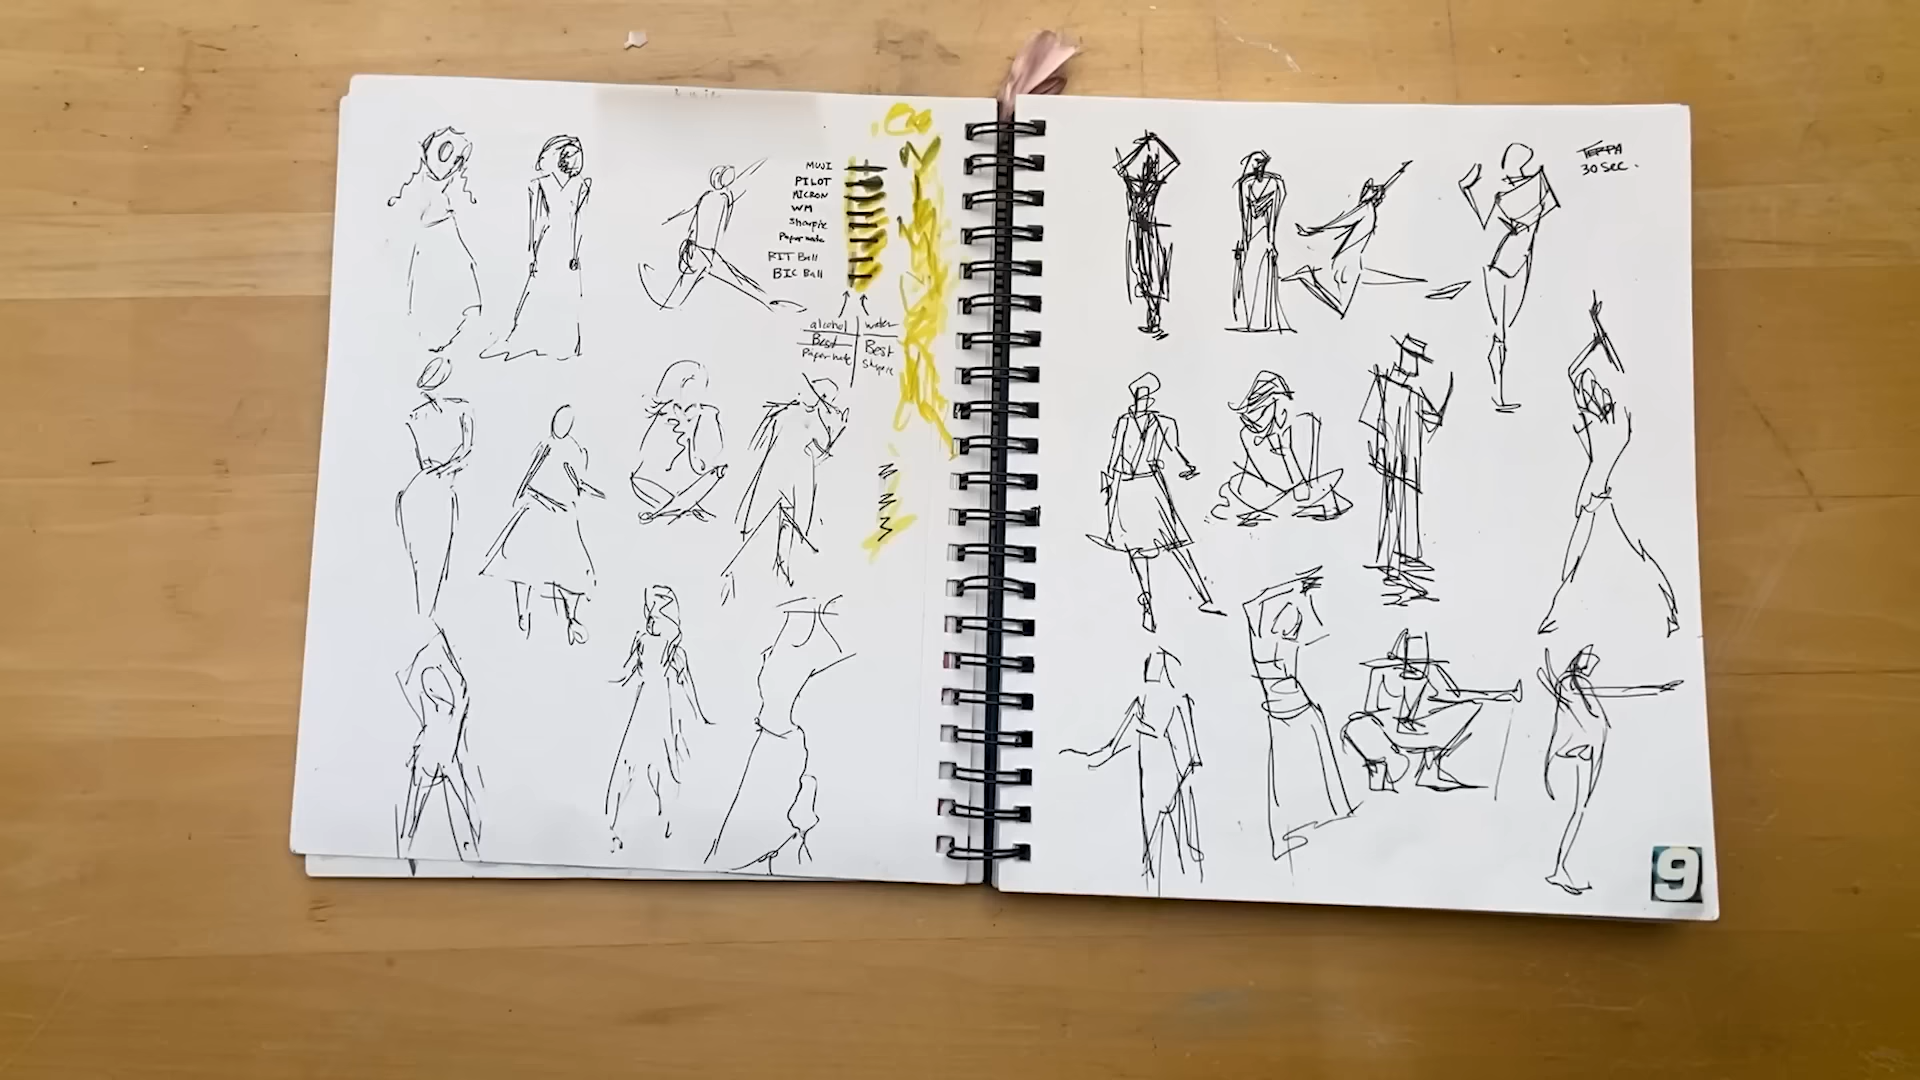 MUJI
PILOT
MICRON
WM
Sharpie
Papermate
RIT Ball
BIC Ball
alcohol water
Best Best
Papermate Sharpie
30 SEC.
9